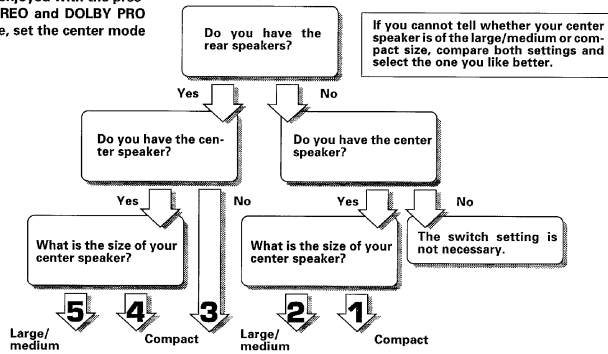 enjoyed with the pres-
REO and DOLBY PRO
e, set the center mode
Do you have the
rear speakers?
If you cannot tell whether your center
speaker is of the large/medium or com-
pact size, compare both settings and
select the one you like better.
Yes
No
Do you have the cen-
ter speaker?
Do you have the center
speaker?
Yes
No
Yes
No
What is the size of your
center speaker?
What is the size of your
center speaker?
The switch setting is
not necessary.
5
4
3
2
1
Large/
medium
Compact
Large/
medium
Compact